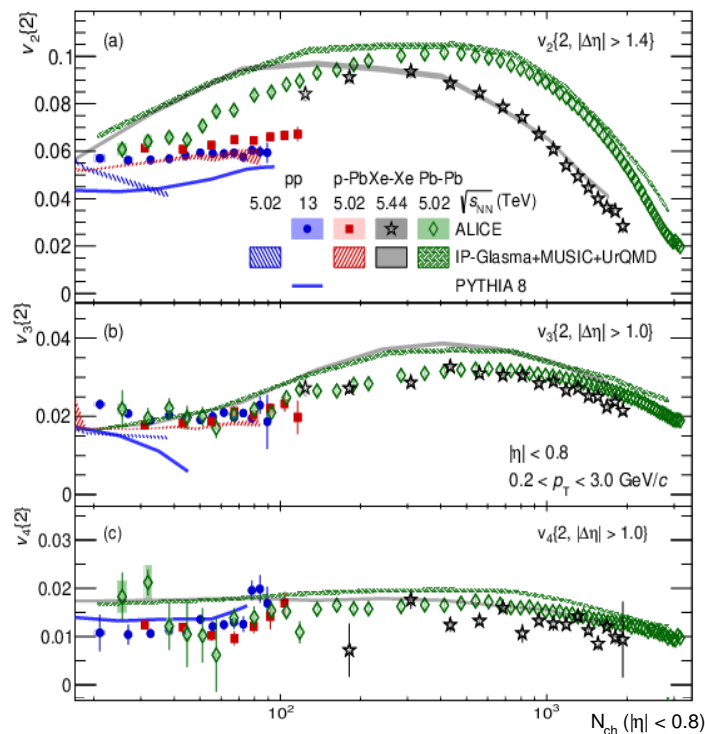 v₂{2}
(a)
v₂{2, |Δη| > 1.4}
0.1
0.08
0.06
0.04
0.02
0
pp p-Pb Xe-Xe Pb-Pb
5.02 13 5.02 5.44 5.02 √s_NN (TeV)
ALICE
IP-Glasma+MUSIC+UrQMD
PYTHIA 8
v₃{2}
(b)
v₃{2, |Δη| > 1.0}
0.04
0.02
0
|η| < 0.8
0.2 < p_T < 3.0 GeV/c
v₄{2}
(c)
v₄{2, |Δη| > 1.0}
0.03
0.02
0.01
0
10² 10³
N_ch (|η| < 0.8)